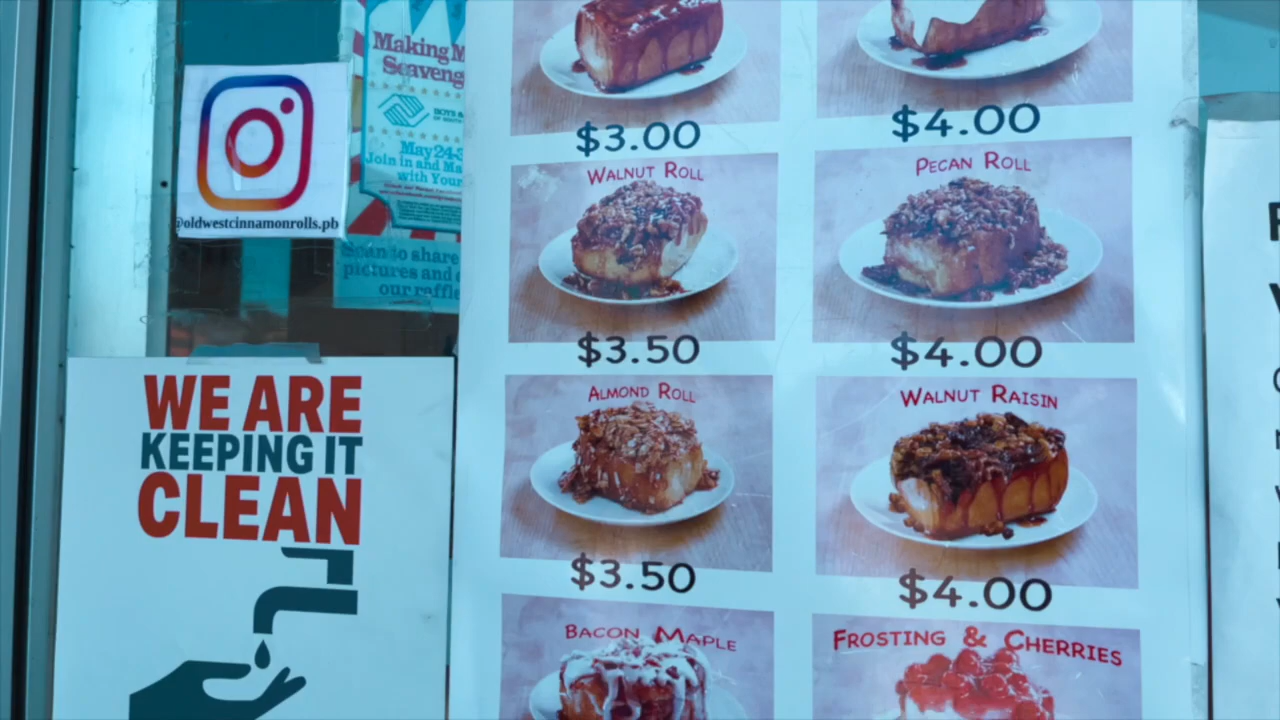 @oldwestcinnamonrolls.pb
Making M
Scaveng
BOYS &
May 24-3
Join in and Ma
with Your
Scan to share
pictures and
our raffle
WE ARE
KEEPING IT
CLEAN
$3.00
$4.00
WALNUT ROLL
PECAN ROLL
$3.50
$4.00
ALMOND ROLL
WALNUT RAISIN
$3.50
$4.00
BACON MAPLE
FROSTING & CHERRIES